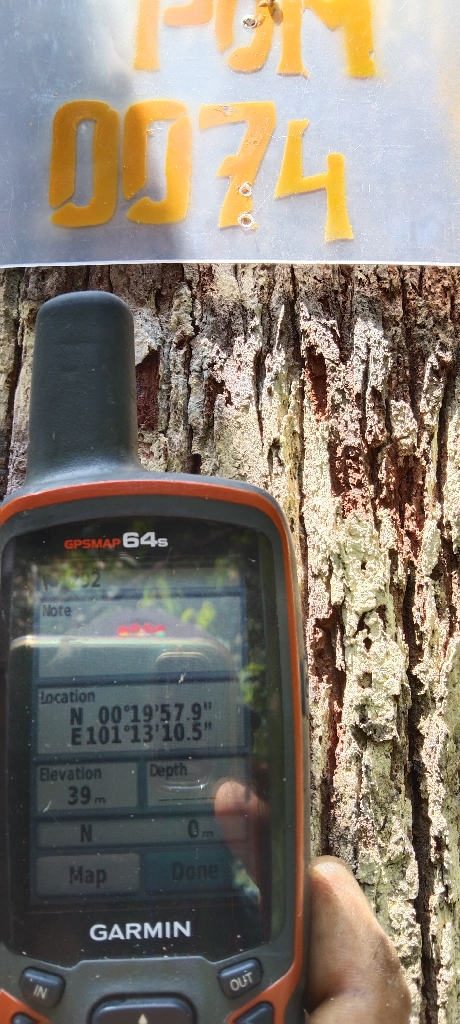 POM
0074
GPSMAP 64s
Note
Location
N 00°19'57.9"
E101°13'10.5"
Elevation
Depth
39m
N 0m
Map
Done
GARMIN
IN
OUT